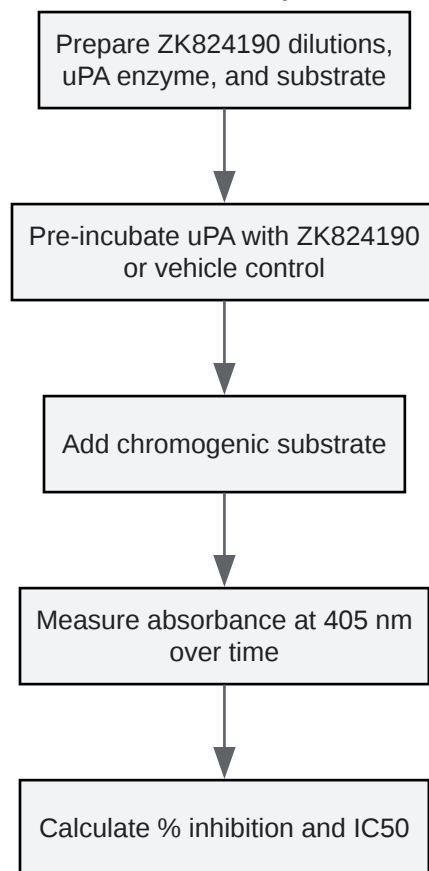 Prepare ZK824190 dilutions,
uPA enzyme, and substrate
Pre-incubate uPA with ZK824190
or vehicle control
Add chromogenic substrate
Measure absorbance at 405 nm
over time
Calculate % inhibition and IC50